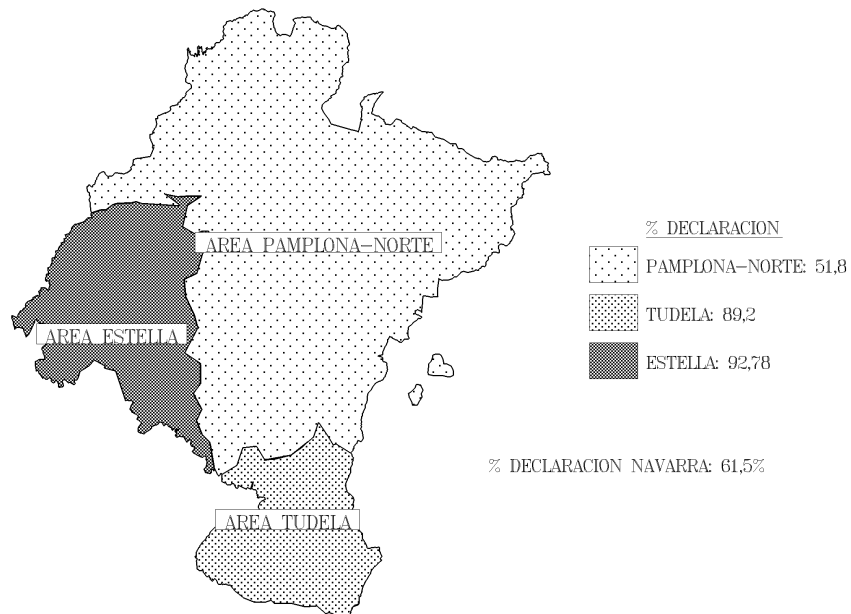 % DECLARACION
AREA PAMPLONA-NORTE
PAMPLONA-NORTE: 51,8
TUDELA: 89,2
AREA ESTELLA
ESTELLA: 92,78
% DECLARACION NAVARRA: 61,5%
AREA TUDELA